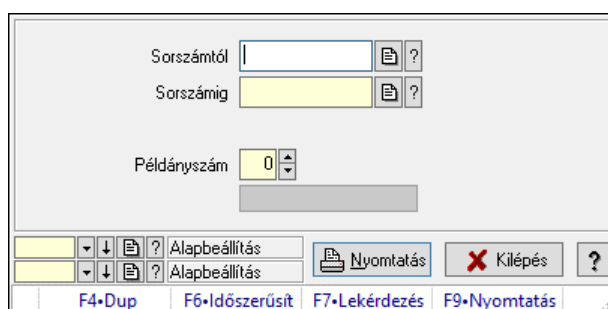 Sorszámtól ?
Sorszámig ?
Példányszám 0
? Alapbeállítás
? Alapbeállítás
Nyomtatás Kilépés ?
F4•Dup F6•Időszerűsít F7•Lekérdezés F9•Nyomtatás